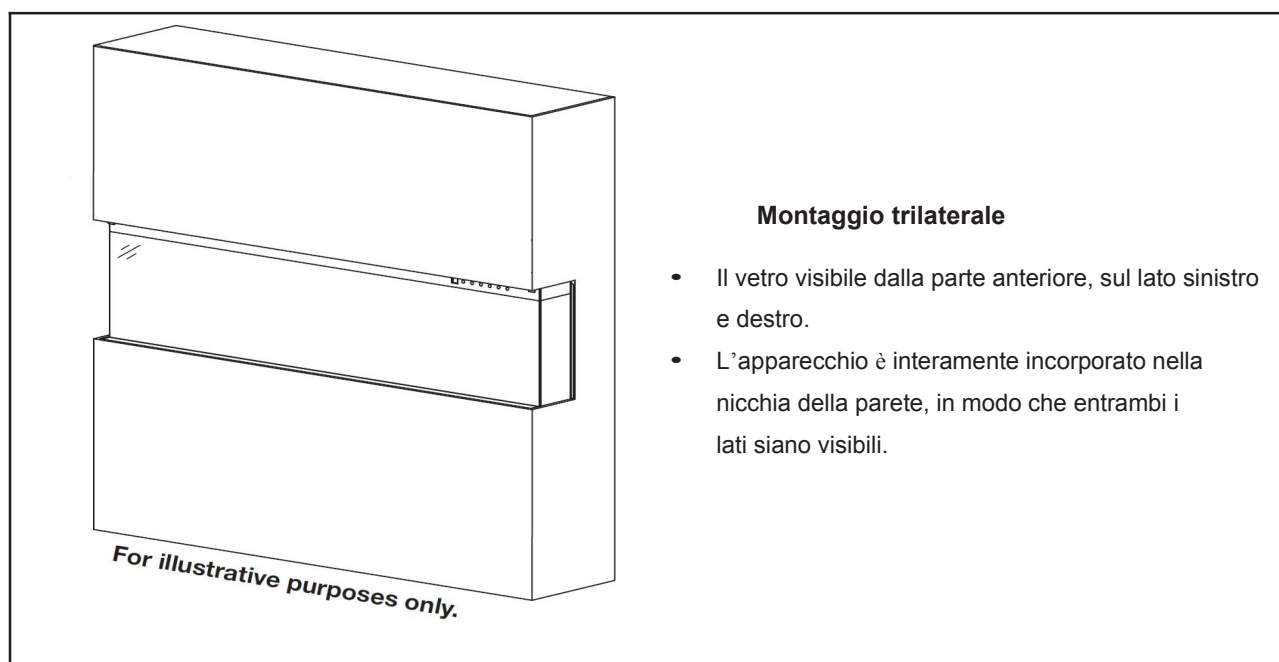 Montaggio trilaterale
• Il vetro visibile dalla parte anteriore, sul lato sinistro
e destro.
• L’apparecchio è interamente incorporato nella
nicchia della parete, in modo che entrambi i
lati siano visibili.
For illustrative purposes only.